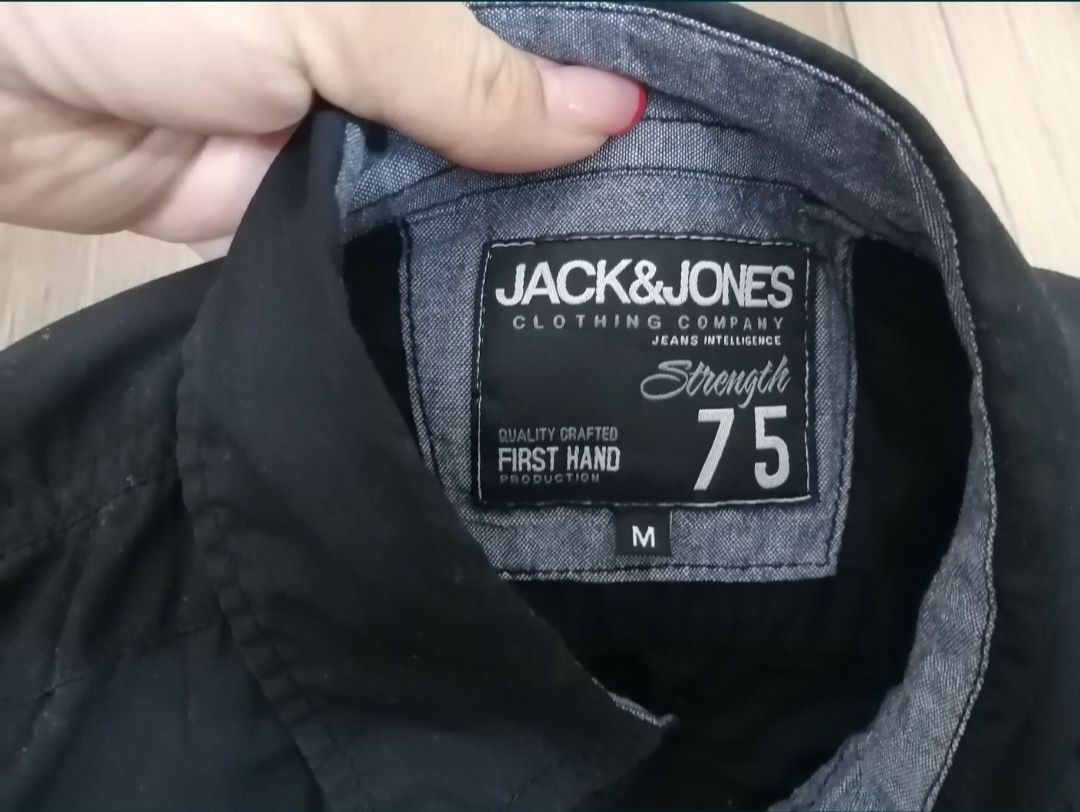 JACK&JONES
CLOTHING COMPANY
JEANS INTELLIGENCE
Strength
75
QUALITY CRAFTED
FIRST HAND
PRODUCTION
M